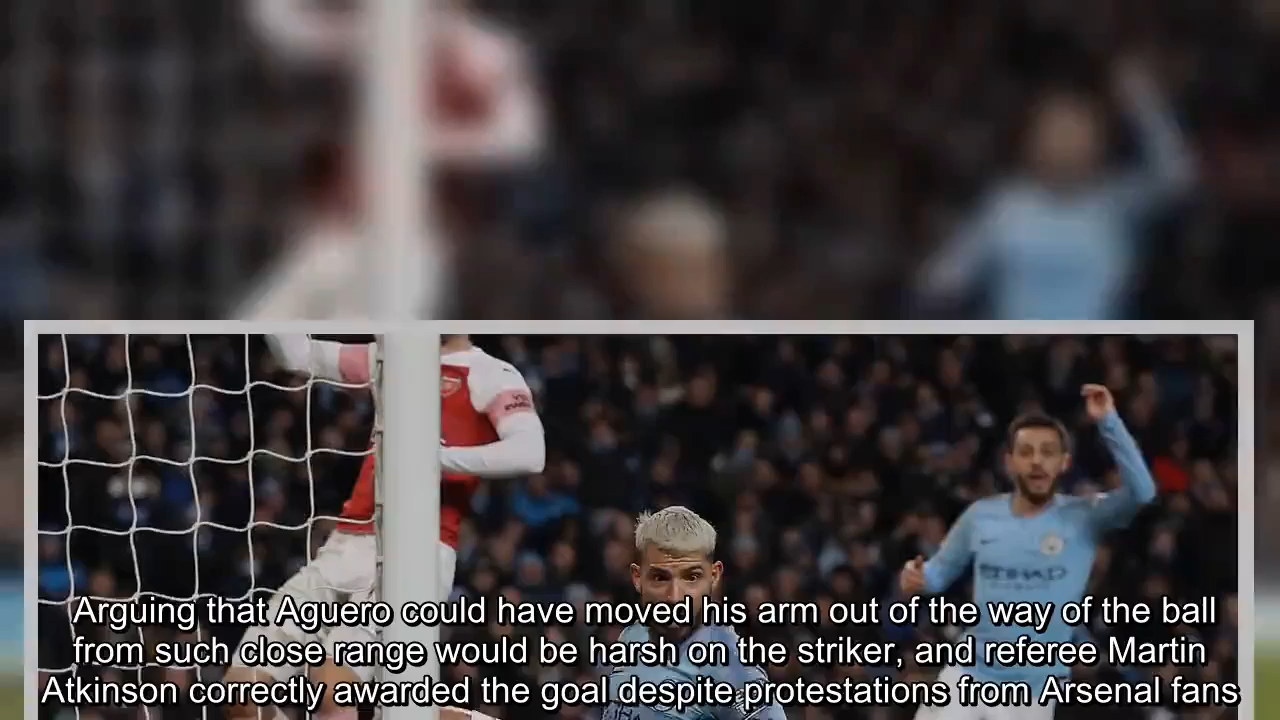 ETIHAD
Arguing that Aguero could have moved his arm out of the way of the ball
from such close range would be harsh on the striker, and referee Martin
Atkinson correctly awarded the goal despite protestations from Arsenal fans